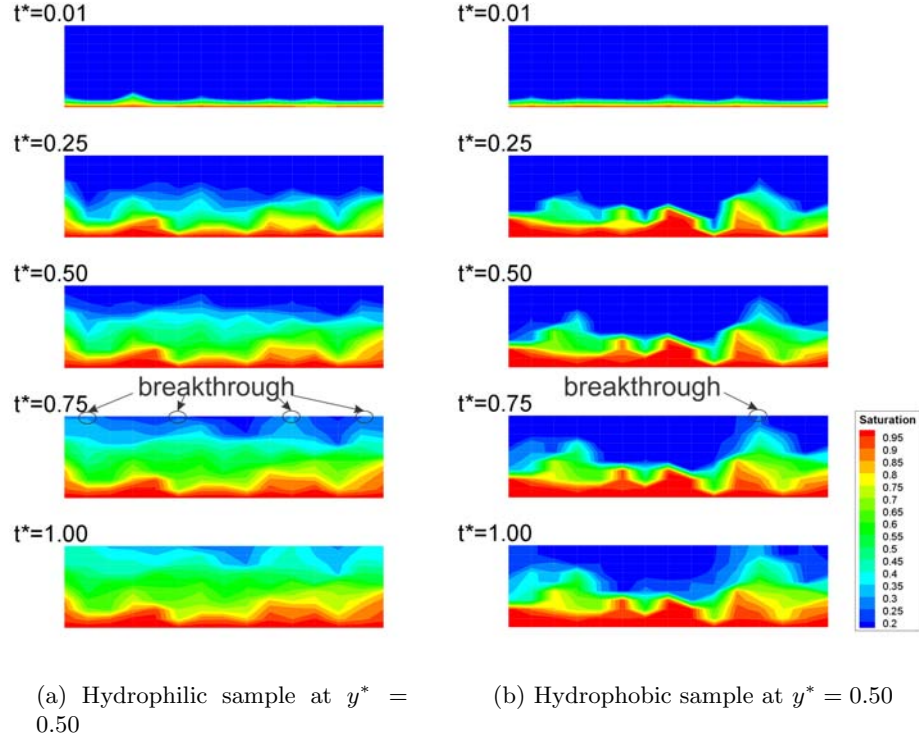 t*=0.01
t*=0.01
t*=0.25
t*=0.25
t*=0.50
t*=0.50
breakthrough
breakthrough
t*=0.75
t*=0.75
Saturation
0.95
0.9
0.85
0.8
0.75
0.7
0.65
0.6
0.55
0.5
0.45
0.4
0.35
0.3
0.25
0.2
t*=1.00
t*=1.00
(a) Hydrophilic sample at y* =
0.50
(b) Hydrophobic sample at y* = 0.50